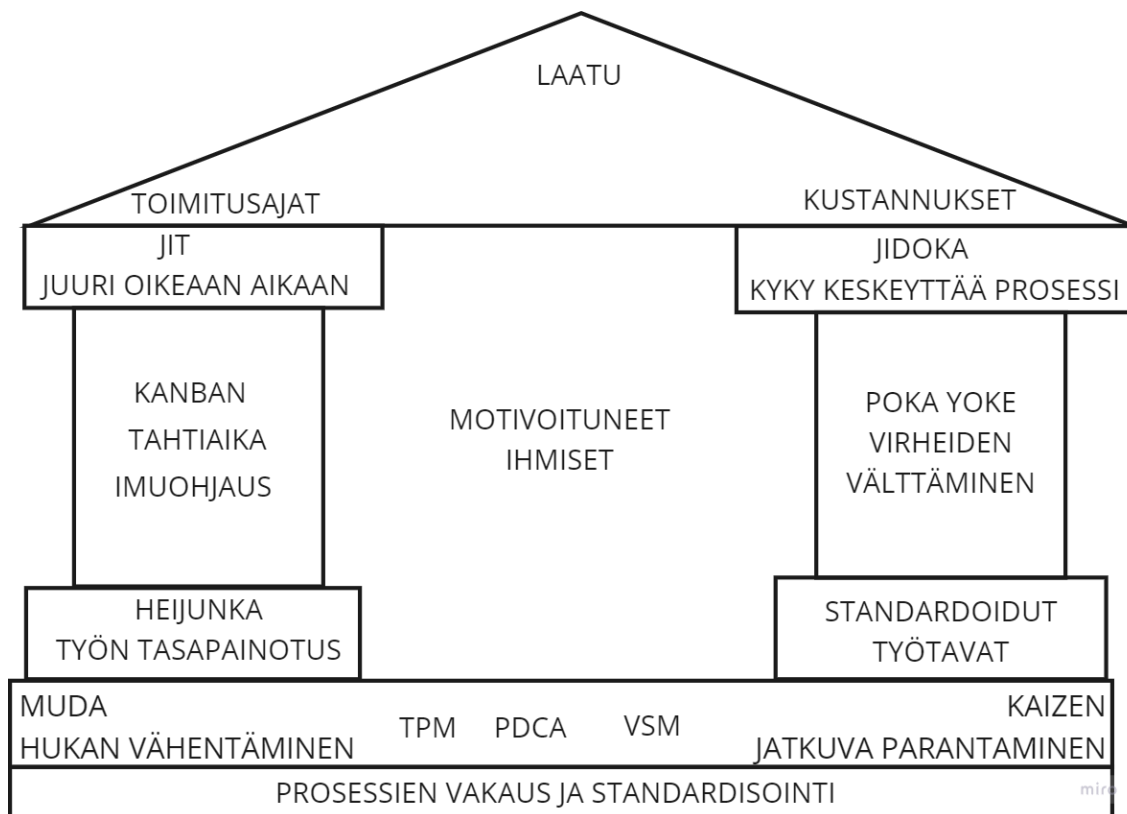 LAATU
TOIMITUSAJAT
KUSTANNUKSET
JIT
JUURI OIKEAAN AIKAAN
JIDOKA
KYKY KESKEYTTÄÄ PROSESSI
KANBAN
TAHTIAIKA
IMUOHJAUS
MOTIVOITUNEET
IHMISET
POKA YOKE
VIRHEIDEN
VÄLTTÄMINEN
HEIJUNKA
TYÖN TASAPAINOTUS
STANDARDOIDUT
TYÖTAVAT
MUDA
HUKAN VÄHENTÄMINEN
TPM
PDCA
VSM
KAIZEN
JATKUVA PARANTAMINEN
PROSESSIEN VAKAUS JA STANDARDISOINTI
miro